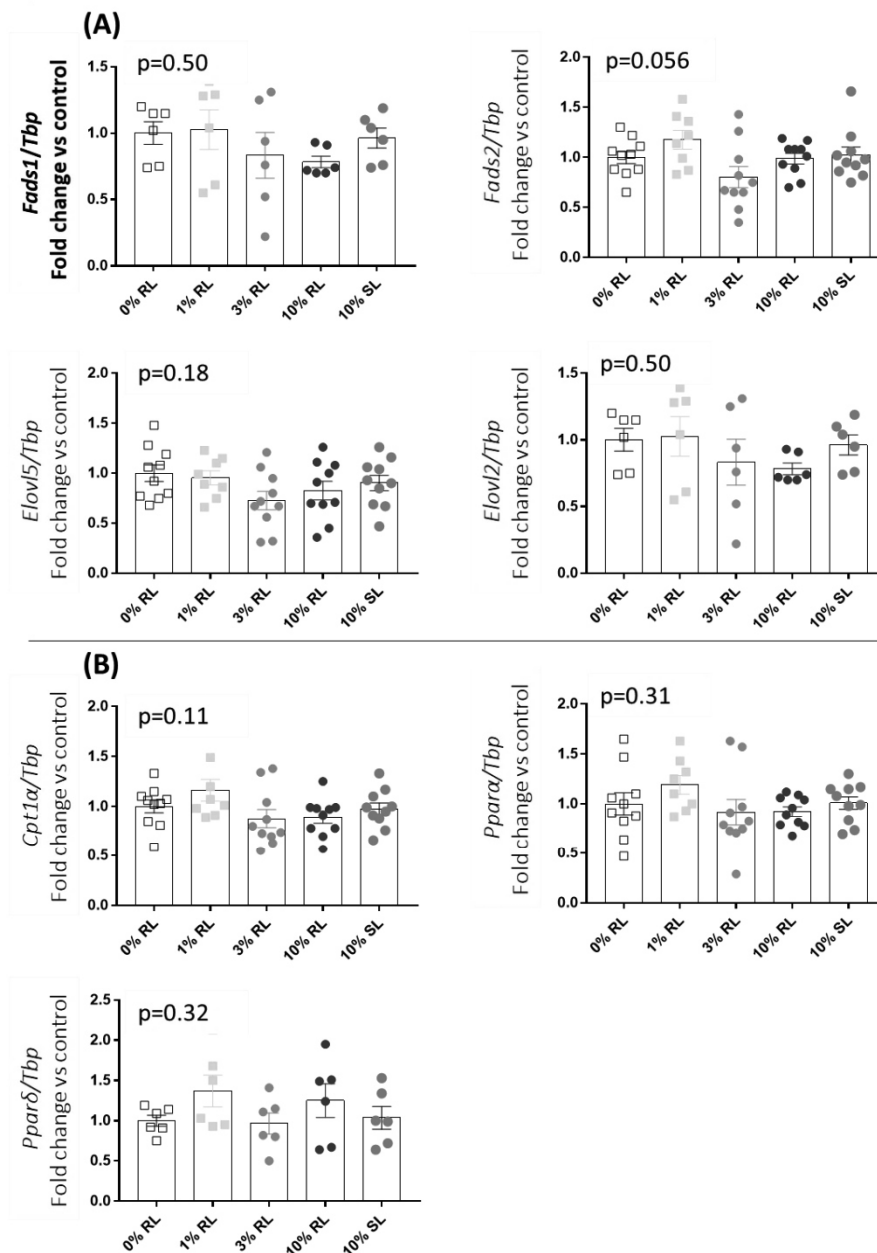 (A)
Fads1/Tbp
Fold change vs control
p=0.50
1.5
1.0
0.5
0.0
0% RL
1% RL
3% RL
10% RL
10% SL
Fads2/Tbp
Fold change vs control
p=0.056
2.0
1.5
1.0
0.5
0.0
0% RL
1% RL
3% RL
10% RL
10% SL
Elovl5/Tbp
Fold change vs control
p=0.18
2.0
1.5
1.0
0.5
0.0
0% RL
1% RL
3% RL
10% RL
10% SL
Elovl2/Tbp
Fold change vs control
p=0.50
1.5
1.0
0.5
0.0
0% RL
1% RL
3% RL
10% RL
10% SL
(B)
Cpt1α/Tbp
Fold change vs control
p=0.11
2.0
1.5
1.0
0.5
0.0
0% RL
1% RL
3% RL
10% RL
10% SL
Pparα/Tbp
Fold change vs control
p=0.31
2.0
1.5
1.0
0.5
0.0
0% RL
1% RL
3% RL
10% RL
10% SL
Pparδ/Tbp
Fold change vs control
p=0.32
2.5
2.0
1.5
1.0
0.5
0.0
0% RL
1% RL
3% RL
10% RL
10% SL